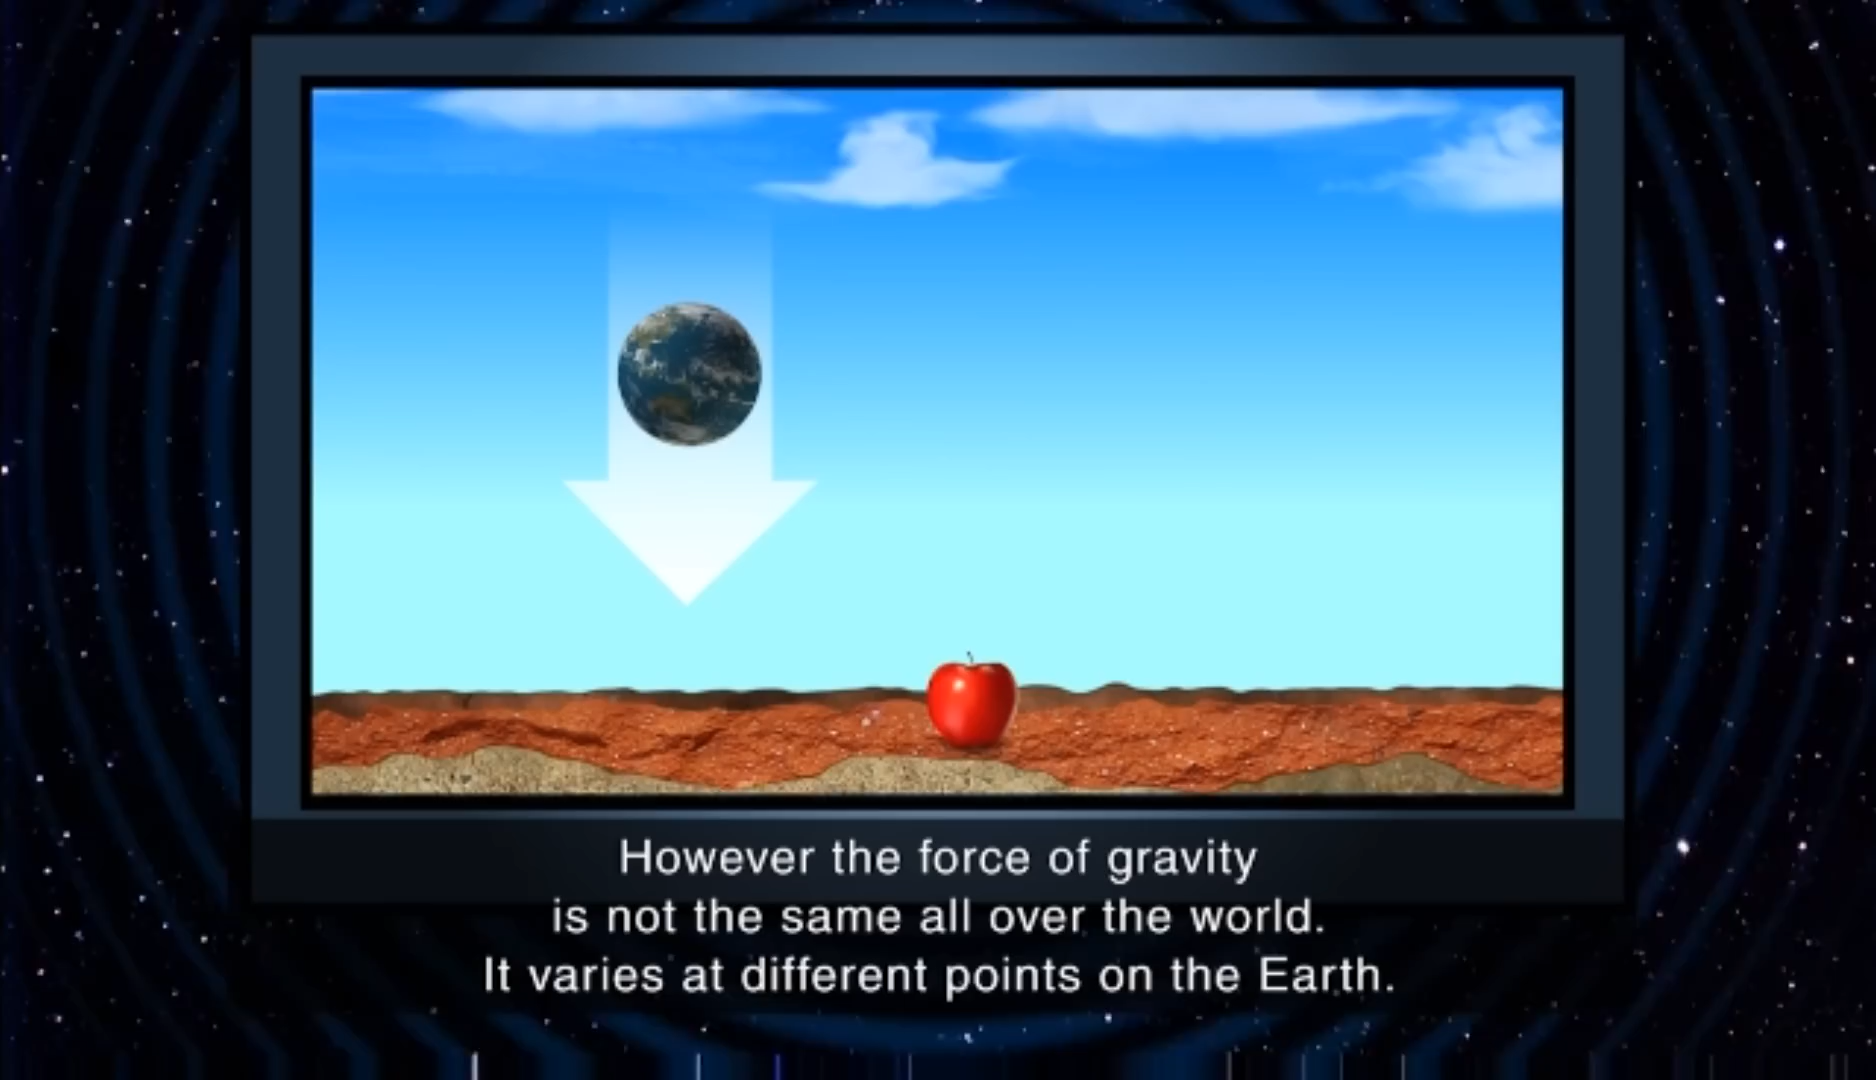 However the force of gravity
is not the same all over the world.
It varies at different points on the Earth.